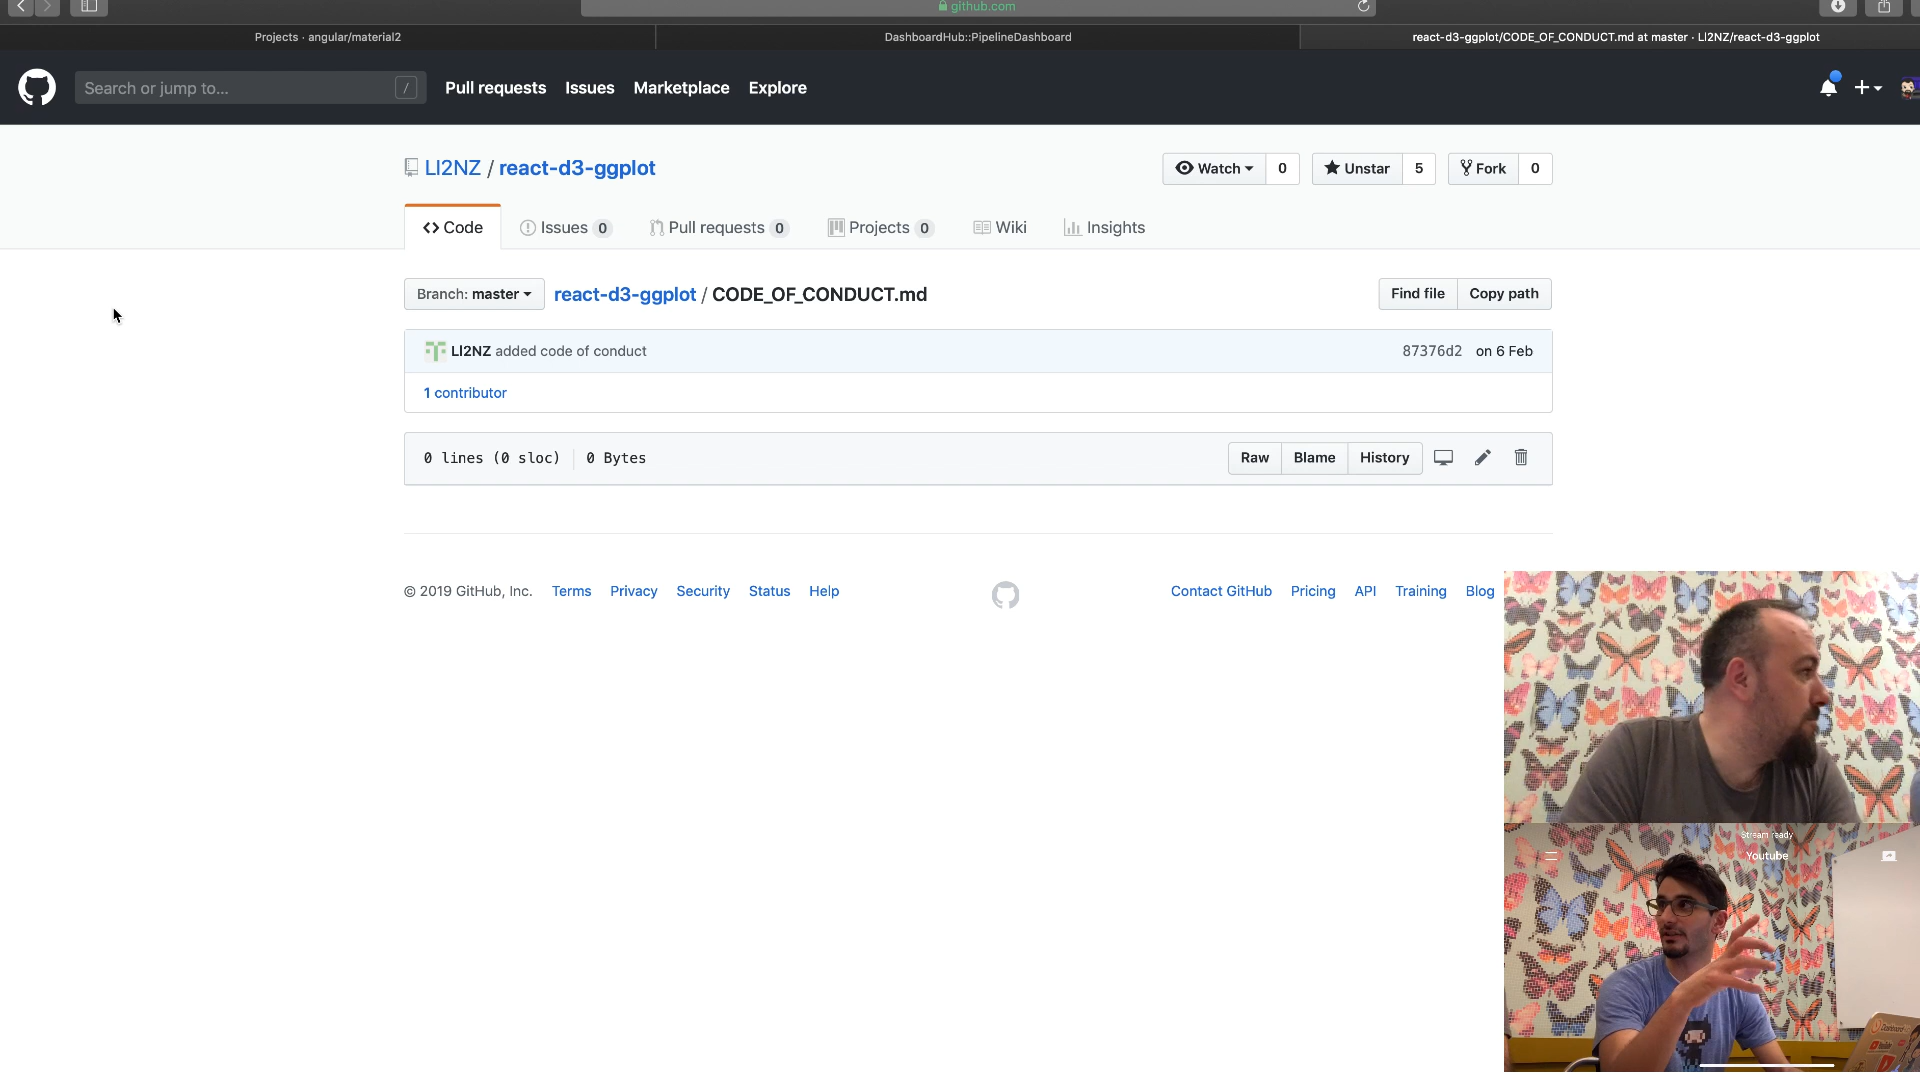 github.com
Projects · angular/material2
DashboardHub::PipelineDashboard
react-d3-ggplot/CODE_OF_CONDUCT.md at master · LI2NZ/react-d3-ggplot
Search or jump to...
/
Pull requests
Issues
Marketplace
Explore
LI2NZ / react-d3-ggplot
Watch 0
Unstar 5
Fork 0
Code
Issues 0
Pull requests 0
Projects 0
Wiki
Insights
Branch: master
react-d3-ggplot / CODE_OF_CONDUCT.md
Find file
Copy path
LI2NZ added code of conduct
87376d2 on 6 Feb
1 contributor
0 lines (0 sloc) 0 Bytes
Raw
Blame
History
© 2019 GitHub, Inc.
Terms
Privacy
Security
Status
Help
Contact GitHub
Pricing
API
Training
Blog
Stream ready
Youtube